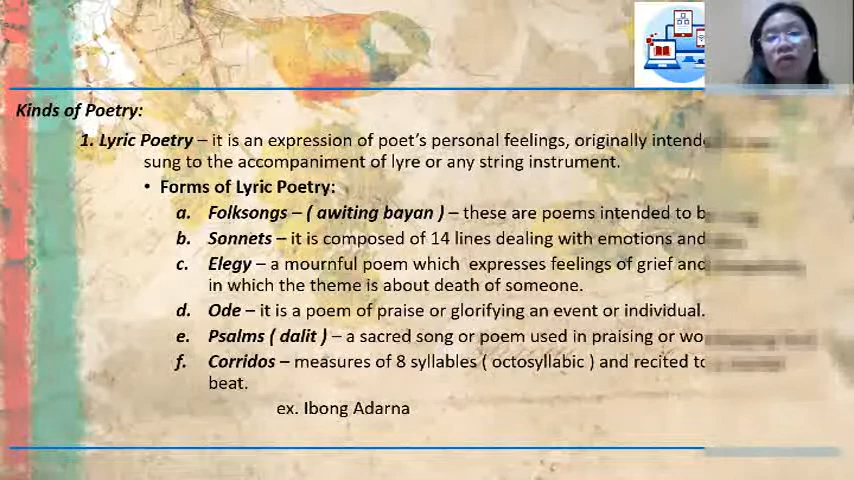 Kinds of Poetry:
1. Lyric Poetry – it is an expression of poet's personal feelings, originally
sung to the accompaniment of lyre or any string instrument.
• Forms of Lyric Poetry:
a. Folksongs – ( awiting bayan ) – these are poems intended to
b. Sonnets – it is composed of 14 lines dealing with emotions and
c. Elegy – a mournful poem which expresses feelings of grief and
in which the theme is about death of someone.
d. Ode – it is a poem of praise or glorifying an event or individual.
e. Psalms ( dalit ) – a sacred song or poem used in praising or
f. Corridos – measures of 8 syllables ( octosyllabic ) and recited
beat.
ex. Ibong Adarna